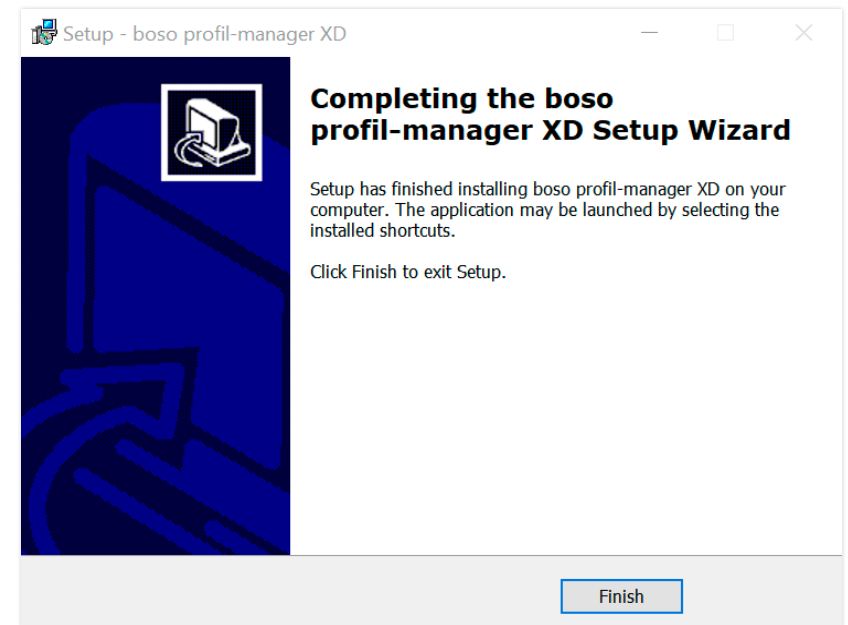 Setup - boso profil-manager XD
Completing the boso
profil-manager XD Setup Wizard
Setup has finished installing boso profil-manager XD on your
computer. The application may be launched by selecting the
installed shortcuts.
Click Finish to exit Setup.
Finish